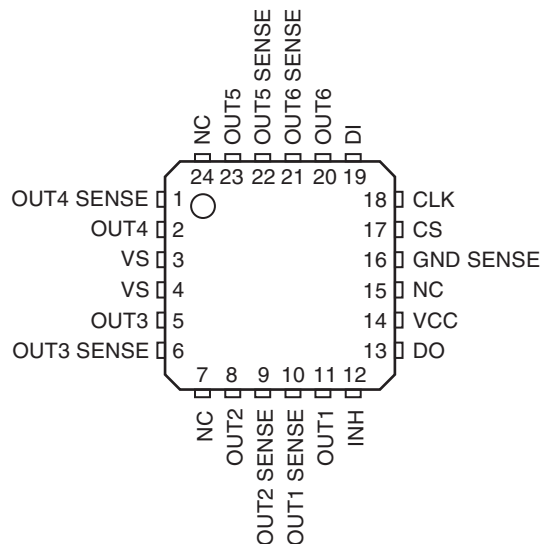 NC
OUT5
OUT5 SENSE
OUT6 SENSE
OUT6
DI
24 23 22 21 20 19
OUT4 SENSE 1
OUT4 2
VS 3
VS 4
OUT3 5
OUT3 SENSE 6
18 CLK
17 CS
16 GND SENSE
15 NC
14 VCC
13 DO
7 8 9 10 11 12
NC
OUT2
OUT2 SENSE
OUT1 SENSE
OUT1
INH